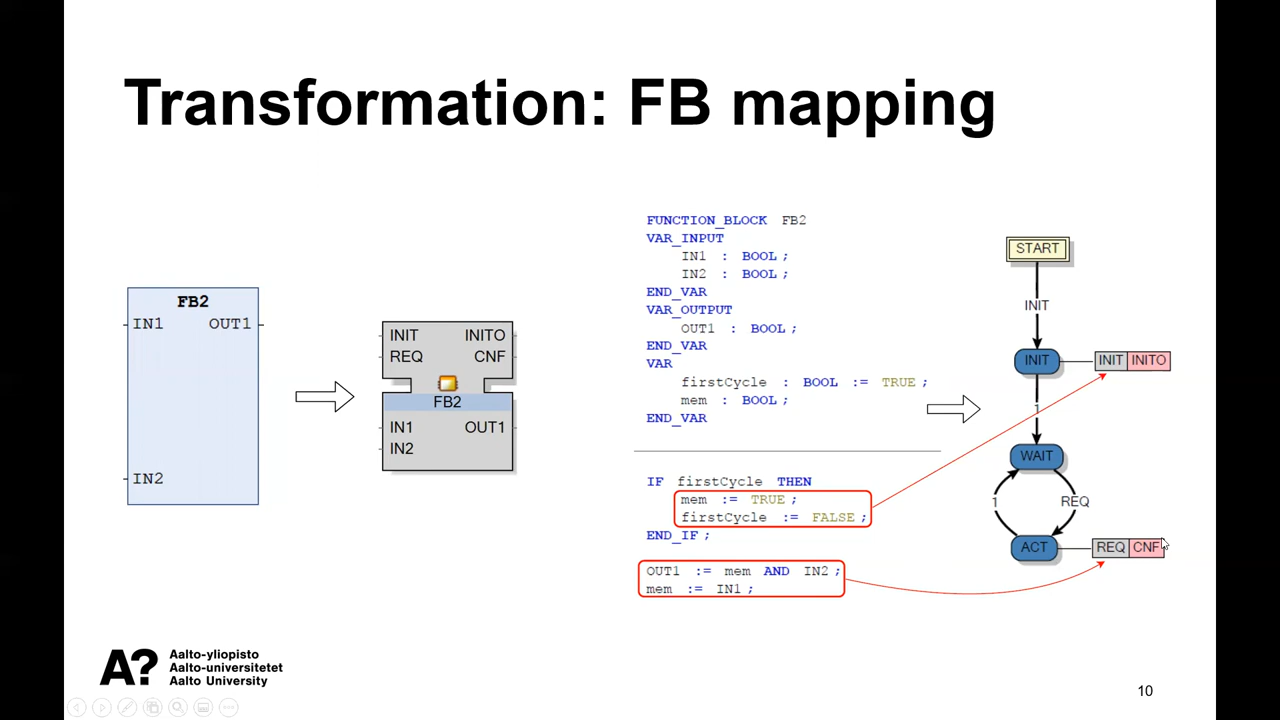 Transformation: FB mapping
FB2
IN1 OUT1
IN2
INIT INITO
REQ CNF
FB2
IN1 OUT1
IN2
FUNCTION_BLOCK FB2
VAR_INPUT
IN1 : BOOL;
IN2 : BOOL;
END_VAR
VAR_OUTPUT
OUT1 : BOOL;
END_VAR
VAR
firstCycle : BOOL := TRUE;
mem : BOOL;
END_VAR
IF firstCycle THEN
mem := TRUE;
firstCycle := FALSE;
END_IF;
OUT1 := mem AND IN2;
mem := IN1;
START
INIT
INIT INIT INITO
1
WAIT
1 REQ
ACT REQ CNF
A? Aalto-yliopisto
Aalto-universitetet
Aalto University
10